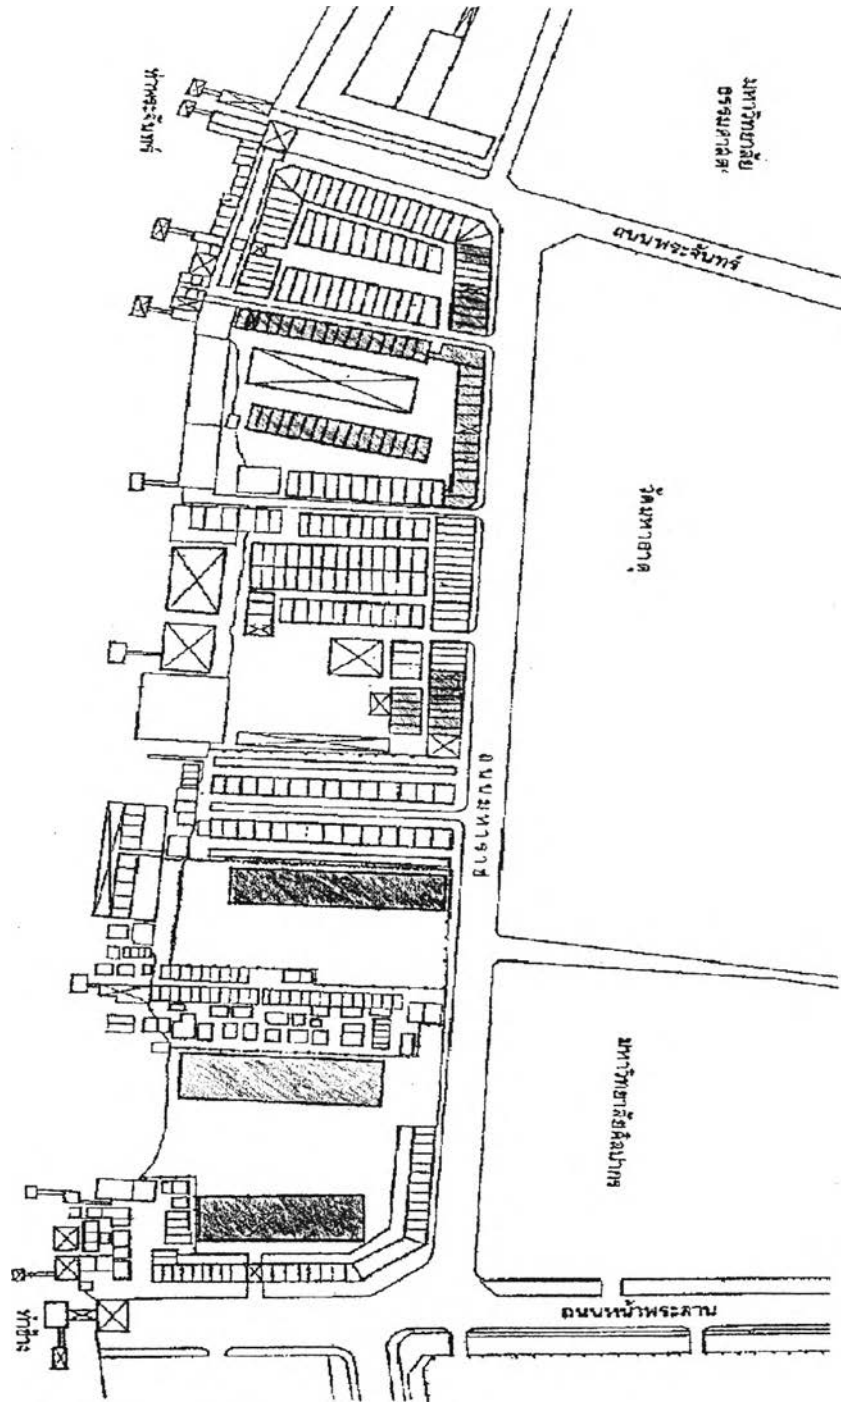 มหาวิทยาลัย
ธรรมศาสตร์
ท่าพระจันทร์
ถนนพระจันทร์
วัดมหาธาตุ
ถนนมหาราช
มหาวิทยาลัยศิลปากร
ถนนหน้าพระลาน
ท่าช้าง